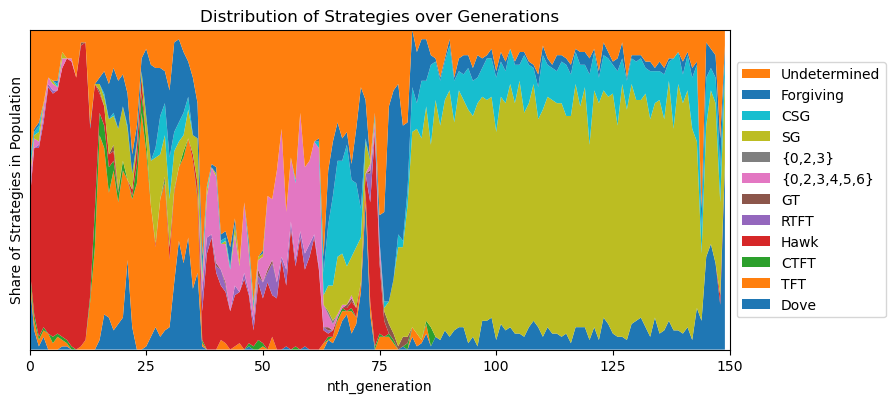 Distribution of Strategies over Generations
Share of Strategies in Population
Undetermined
Forgiving
CSG
SG
{0,2,3}
{0,2,3,4,5,6}
GT
RTFT
Hawk
CTFT
TFT
Dove
0 25 50 75 100 125 150
nth_generation